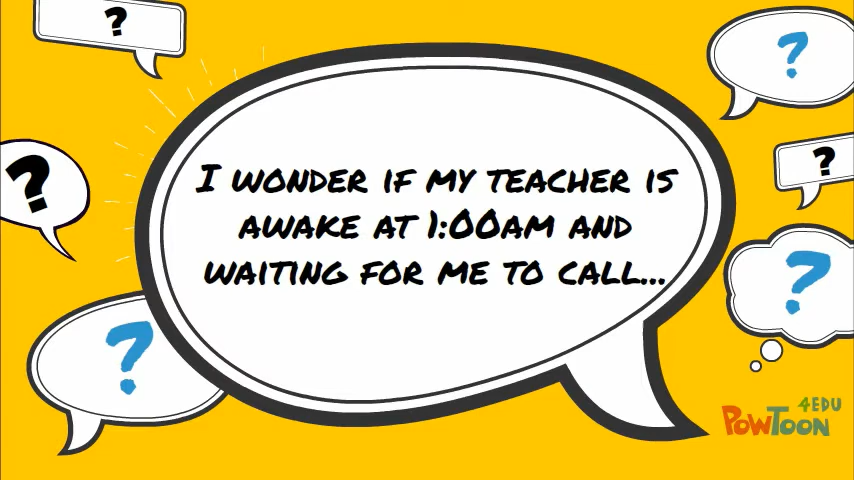 ?
?
?
?
I WONDER IF MY TEACHER IS
AWAKE AT 1:00AM AND
WAITING FOR ME TO CALL...
?
?
4EDU
POWTOON